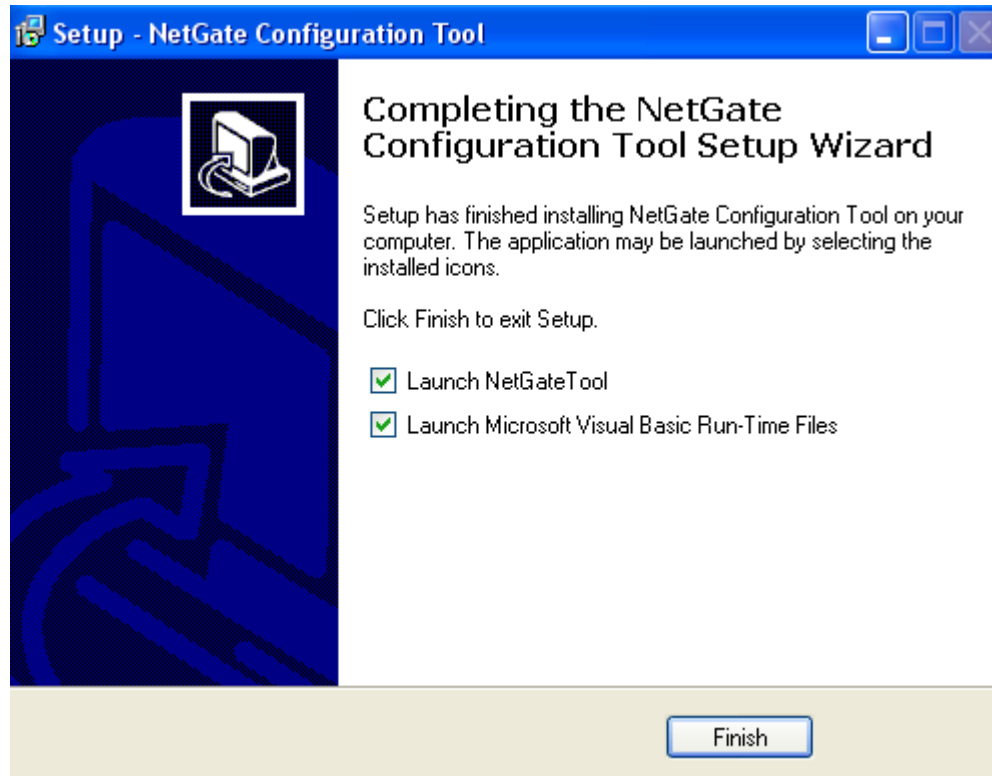 Setup - NetGate Configuration Tool
Completing the NetGate
Configuration Tool Setup Wizard
Setup has finished installing NetGate Configuration Tool on your
computer. The application may be launched by selecting the
installed icons.
Click Finish to exit Setup.
Launch NetGateTool
Launch Microsoft Visual Basic Run-Time Files
Finish